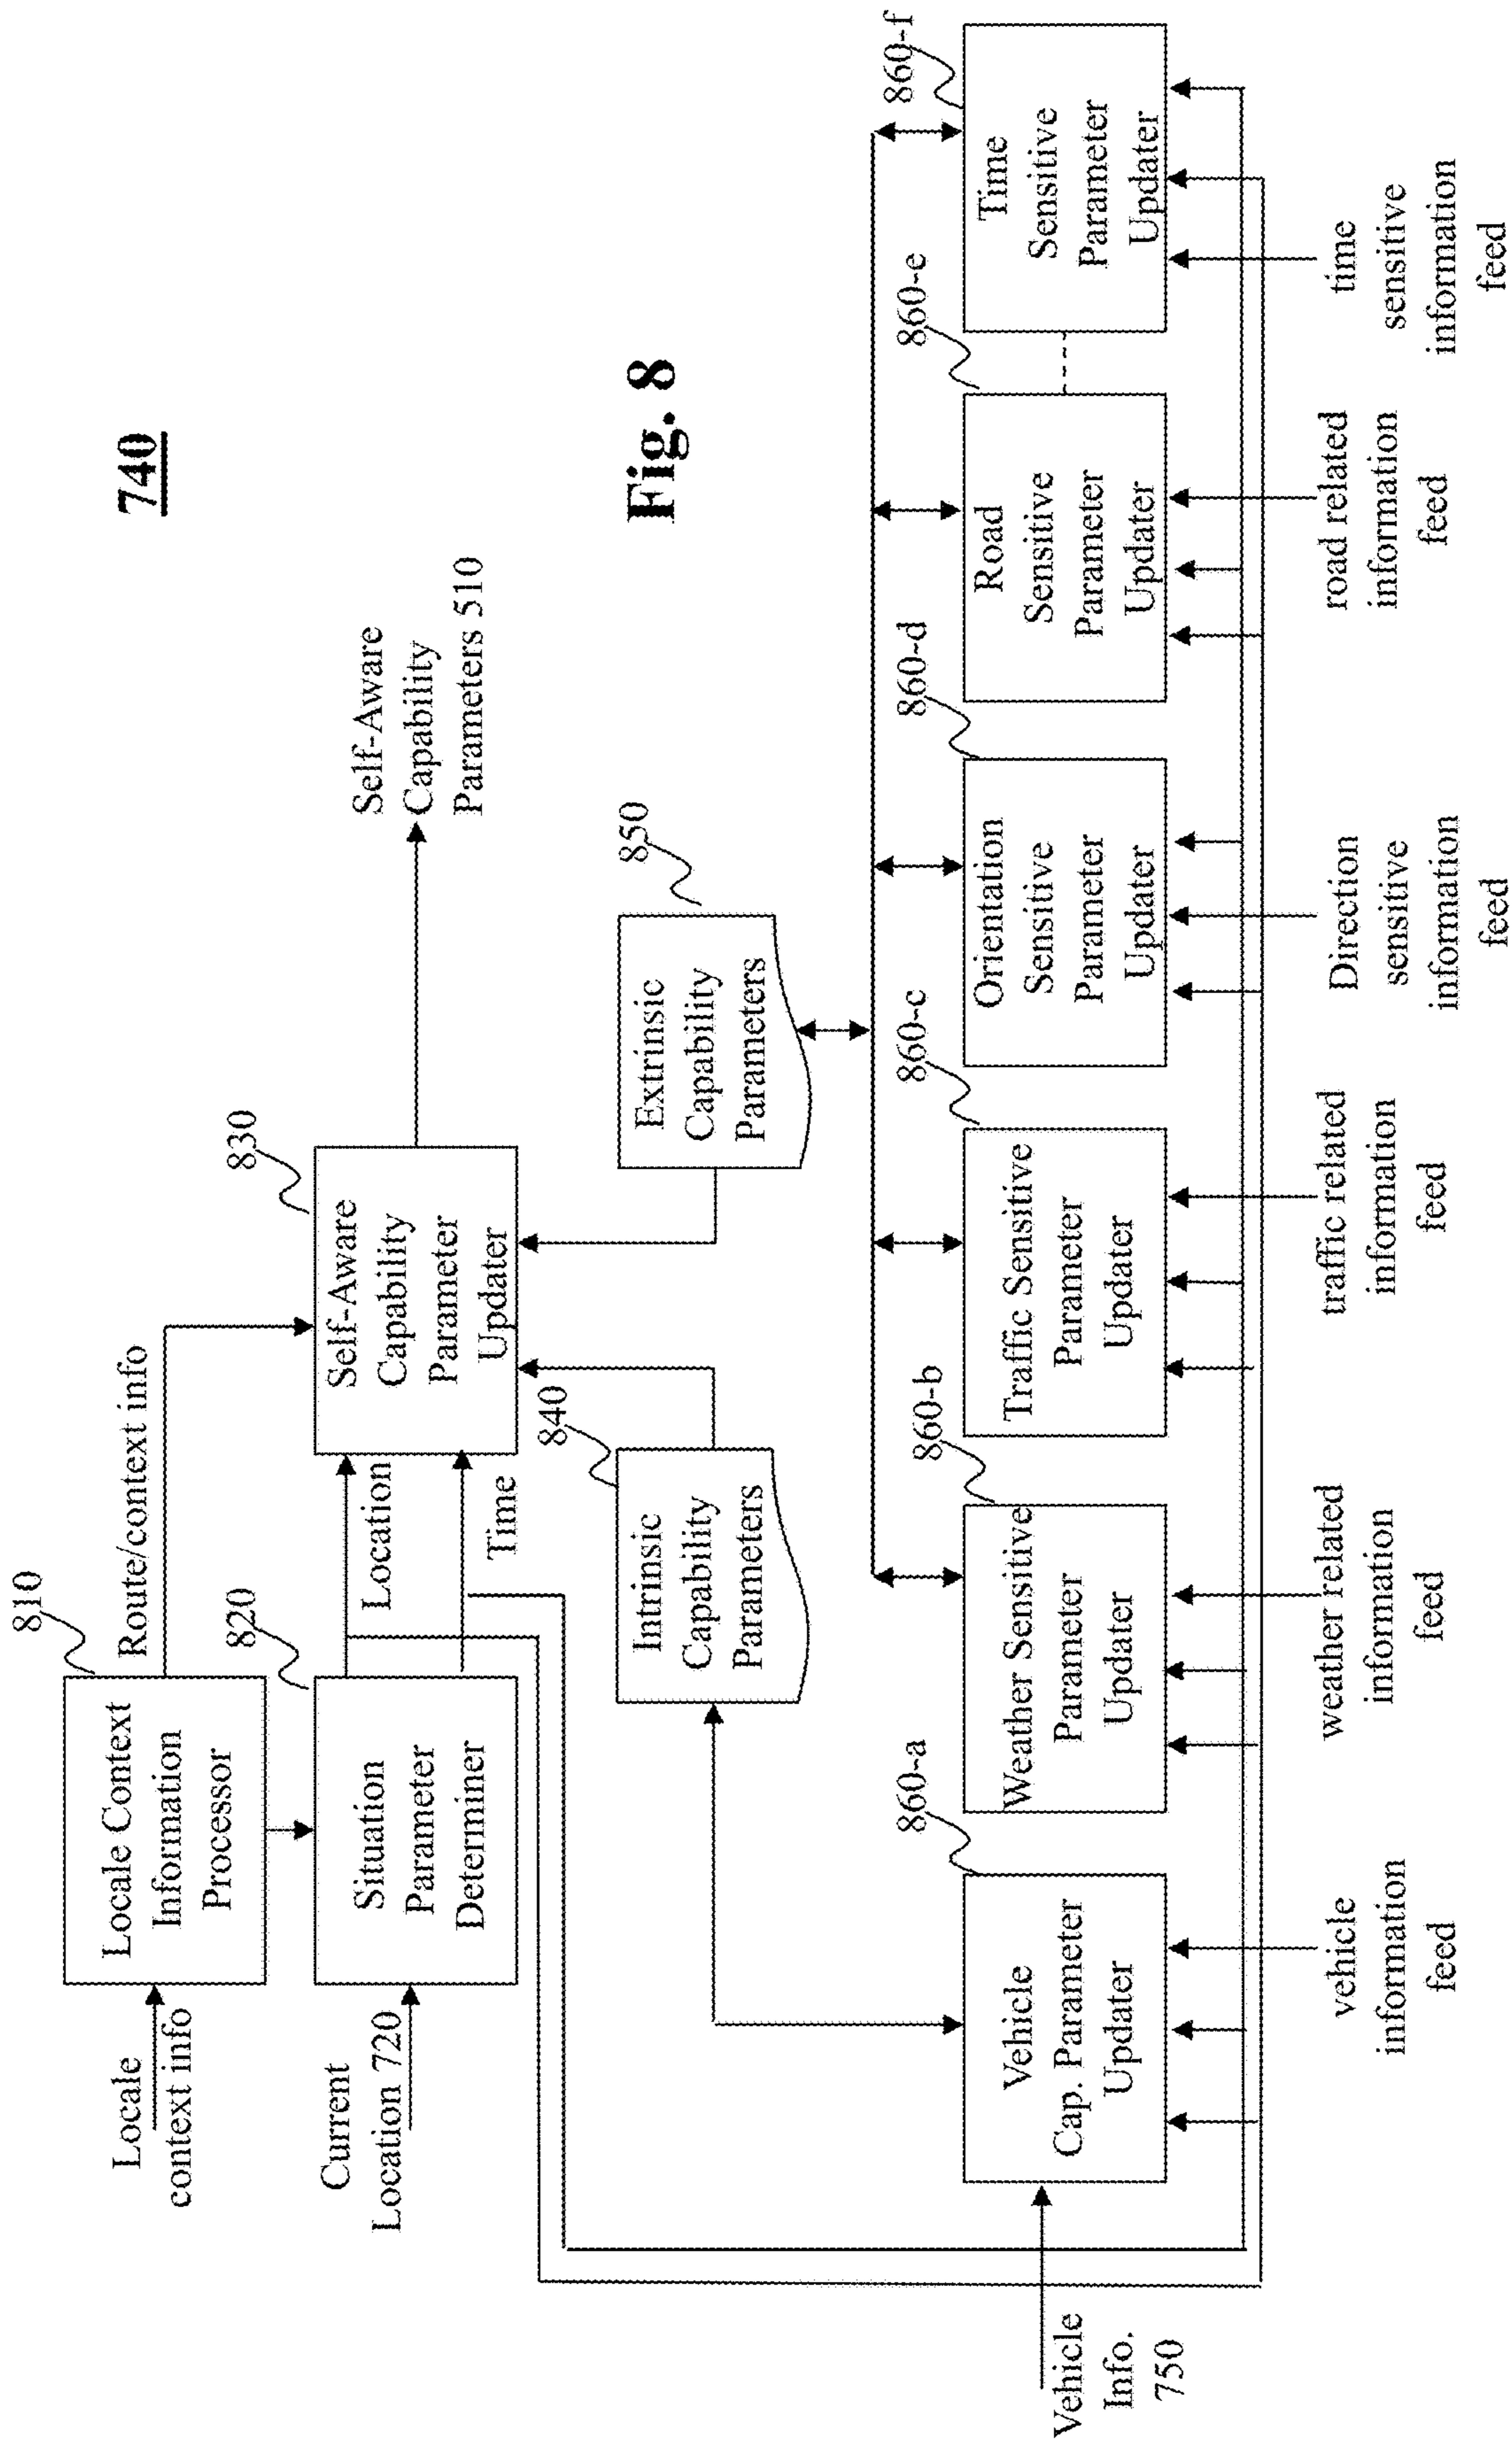 740
810
Locale
context info
Locale Context
Information
Processor
Route/context info
Current
Location 720
820
Situation
Parameter
Determiner
Location
Time
830
Self-Aware
Capability
Parameter
Updater
Self-Aware
Capability
Parameters 510
840
Intrinsic
Capability
Parameters
850
Extrinsic
Capability
Parameters
Fig. 8
Vehicle
Info.
750
860-a
Vehicle
Cap. Parameter
Updater
860-b
Weather Sensitive
Parameter
Updater
860-c
Traffic Sensitive
Parameter
Updater
860-d
Orientation
Sensitive
Parameter
Updater
860-e
Road
Sensitive
Parameter
Updater
860-f
Time
Sensitive
Parameter
Updater
vehicle
information
feed
weather related
information
feed
traffic related
information
feed
Direction
sensitive
information
feed
road related
information
feed
time
sensitive
information
feed